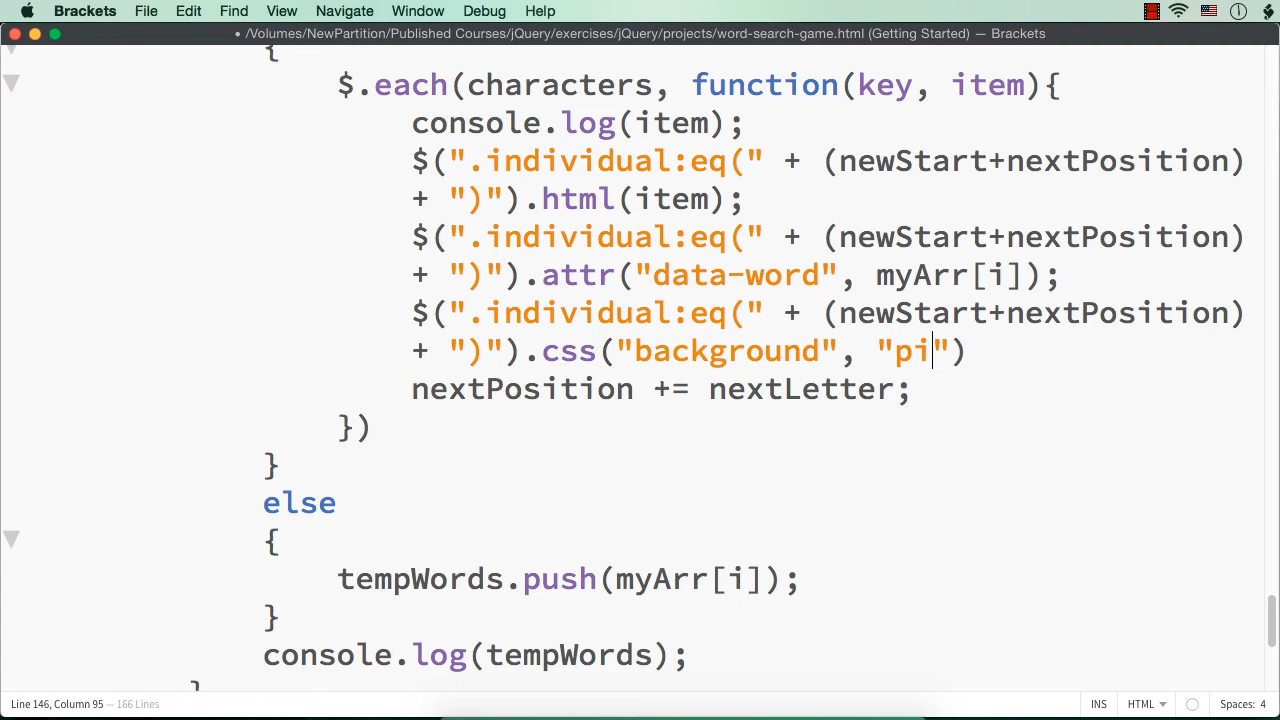 Brackets File Edit Find View Navigate Window Debug Help
• /Volumes/NewPartition/Published Courses/jQuery/exercises/jQuery/projects/word-search-game.html (Getting Started) — Brackets
{
$.each(characters, function(key, item){
console.log(item);
$(".individual:eq(" + (newStart+nextPosition)
+ ")").html(item);
$(".individual:eq(" + (newStart+nextPosition)
+ ")").attr("data-word", myArr[i]);
$(".individual:eq(" + (newStart+nextPosition)
+ ")").css("background", "pi")
nextPosition += nextLetter;
})
}
else
{
tempWords.push(myArr[i]);
}
console.log(tempWords);
}
Line 146, Column 95 — 166 Lines INS HTML Spaces: 4